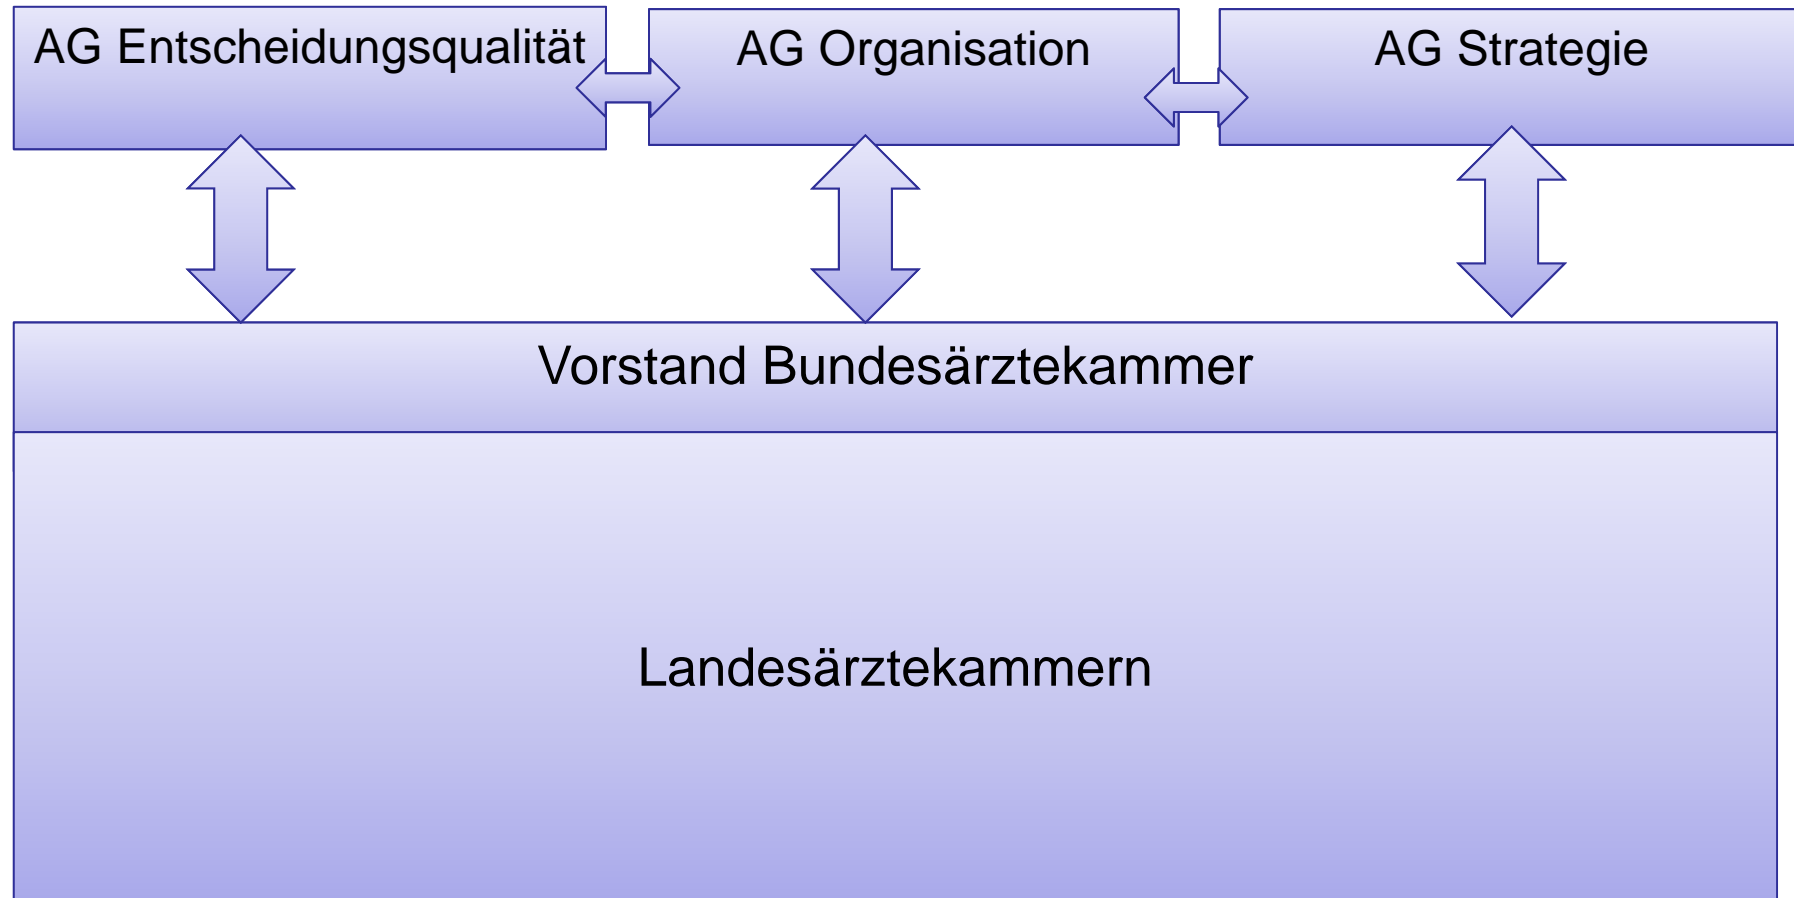 AG Entscheidungsqualität
AG Organisation
AG Strategie
Vorstand Bundesärztekammer
Landesärztekammern